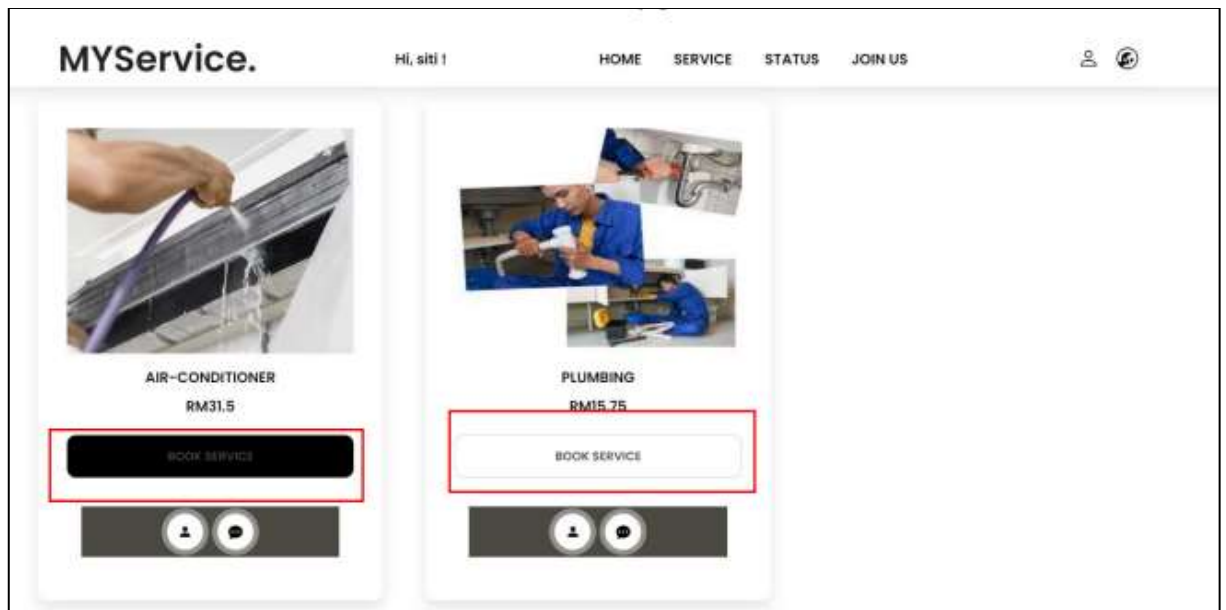 MYService.
Hi, siti !
HOME SERVICE STATUS JOIN US
AIR-CONDITIONER
RM31.5
BOOK SERVICE
PLUMBING
RM15.75
BOOK SERVICE